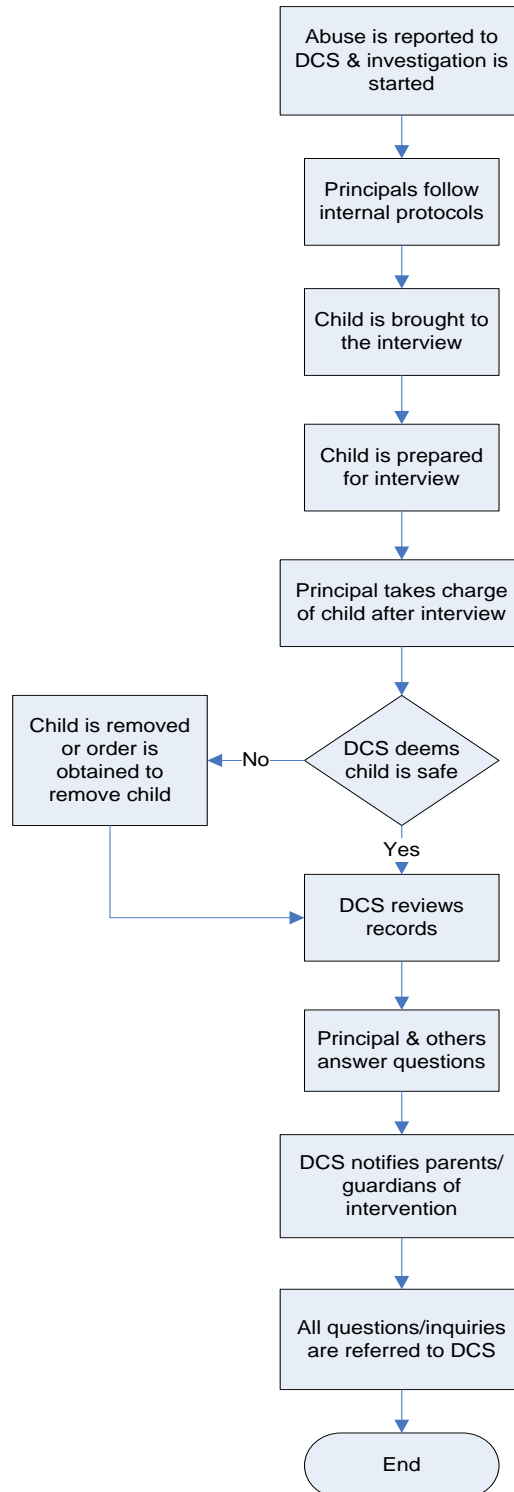 Abuse is reported to
DCS & investigation is
started
Principals follow
internal protocols
Child is brought to
the interview
Child is prepared
for interview
Principal takes charge
of child after interview
DCS deems
child is safe
No
Child is removed
or order is
obtained to
remove child
Yes
DCS reviews
records
Principal & others
answer questions
DCS notifies parents/
guardians of
intervention
All questions/inquiries
are referred to DCS
End